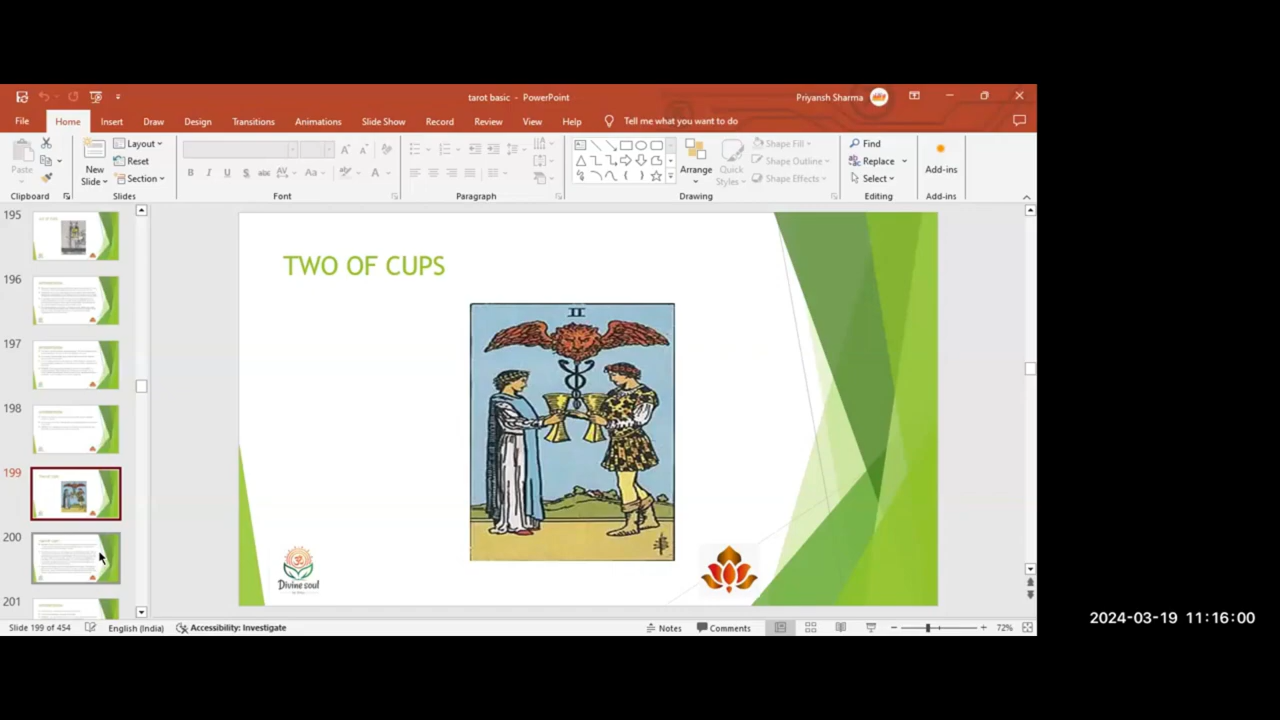 tarot basic - PowerPoint
Priyansh Sharma
File Home Insert Draw Design Transitions Animations Slide Show Record Review View Help Tell me what you want to do
Paste
New Slide
Layout
Reset
Section
B I U S abc AV Aa A
Arrange
Quick Styles
Shape Fill
Shape Outline
Shape Effects
Find
Replace
Select
Add-ins
Clipboard Slides Font Paragraph Drawing Editing Add-ins
195
196
197
198
199
200
201
TWO OF CUPS
II
Divine soul
Slide 199 of 454 English (India) Accessibility: Investigate Notes Comments 72%
2024-03-19 11:16:00